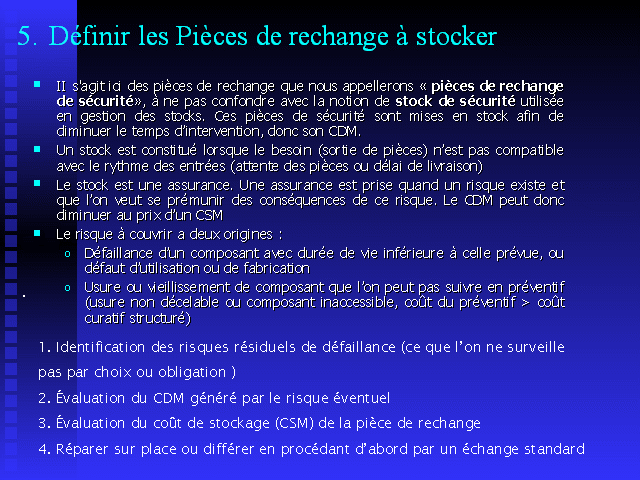 5. Définir les Pièces de rechange à stocker
II s'agit ici des pièces de rechange que nous appellerons « pièces de rechange
de sécurité», à ne pas confondre avec la notion de stock de sécurité utilisée
en gestion des stocks. Ces pièces de sécurité sont mises en stock afin de
diminuer le temps d'intervention, donc son CDM.
Un stock est constitué lorsque le besoin (sortie de pièces) n'est pas compatible
avec le rythme des entrées (attente des pièces ou délai de livraison)
Le stock est une assurance. Une assurance est prise quand un risque existe et
que l'on veut se prémunir des conséquences de ce risque. Le CDM peut donc
diminuer au prix d'un CSM
Le risque à couvrir a deux origines :
o Défaillance d'un composant avec durée de vie inférieure à celle prévue, ou
défaut d'utilisation ou de fabrication
o Usure ou vieillissement de composant que l'on peut pas suivre en préventif
(usure non décelable ou composant inaccessible, coût du préventif > coût
curatif structuré)
.
1. Identification des risques résiduels de défaillance (ce que l'on ne surveille
pas par choix ou obligation )
2. Évaluation du CDM généré par le risque éventuel
3. Évaluation du coût de stockage (CSM) de la pièce de rechange
4. Réparer sur place ou différer en procédant d'abord par un échange standard